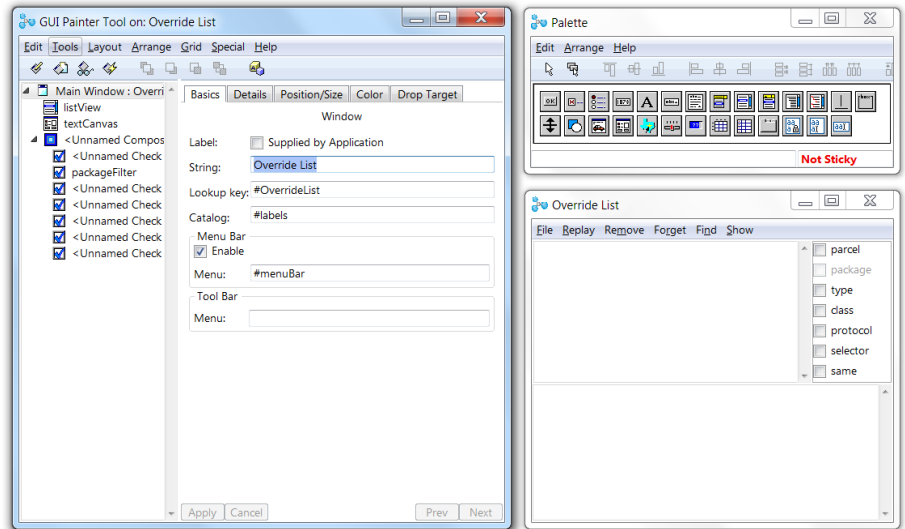 GUI Painter Tool on: Override List
Edit Tools Layout Arrange Grid Special Help
Main Window : Overri
listView
textCanvas
<Unnamed Compos
<Unnamed Check
packageFilter
<Unnamed Check
<Unnamed Check
<Unnamed Check
<Unnamed Check
<Unnamed Check
Basics Details Position/Size Color Drop Target
Window
Label: Supplied by Application
String: Override List
Lookup key: #OverrideList
Catalog: #labels
Menu Bar
Enable
Menu: #menuBar
Tool Bar
Menu:
Apply Cancel Prev Next
Palette
Edit Arrange Help
Not Sticky
Override List
File Replay Remove Forget Find Show
parcel
package
type
class
protocol
selector
same